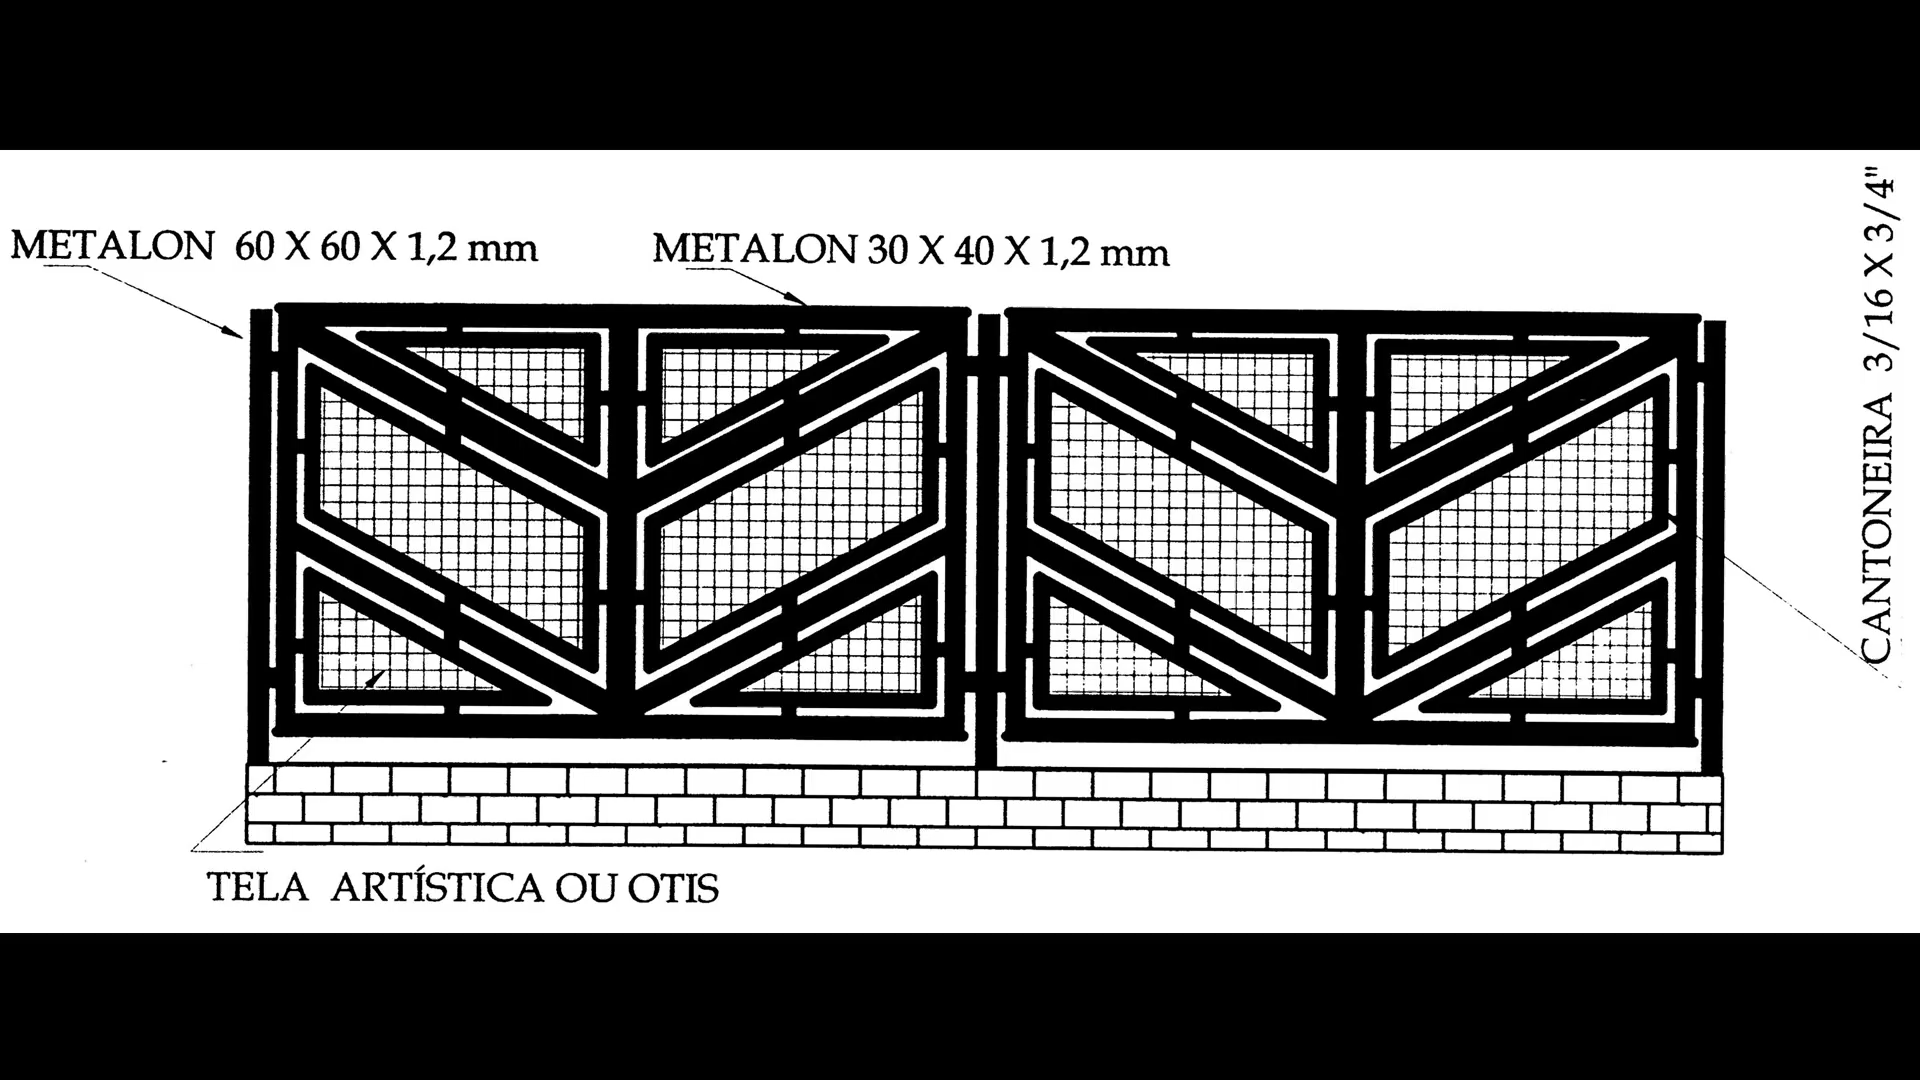 METALON 60 X 60 X 1,2 mm
METALON 30 X 40 X 1,2 mm
CANTONEIRA 3/16 X 3/4"
TELA ARTÍSTICA OU OTIS